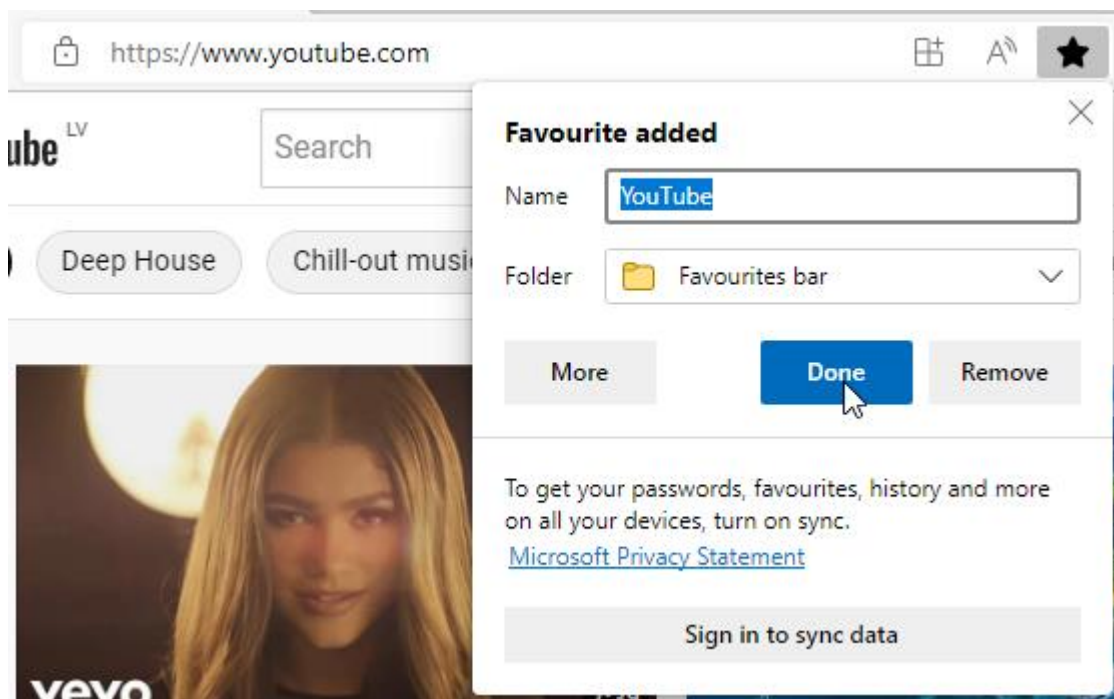 https://www.youtube.com
ube LV
Search
Deep House
Chill-out musi
Favourite added
Name
YouTube
Folder
Favourites bar
More
Done
Remove
To get your passwords, favourites, history and more
on all your devices, turn on sync.
Microsoft Privacy Statement
Sign in to sync data
vevo